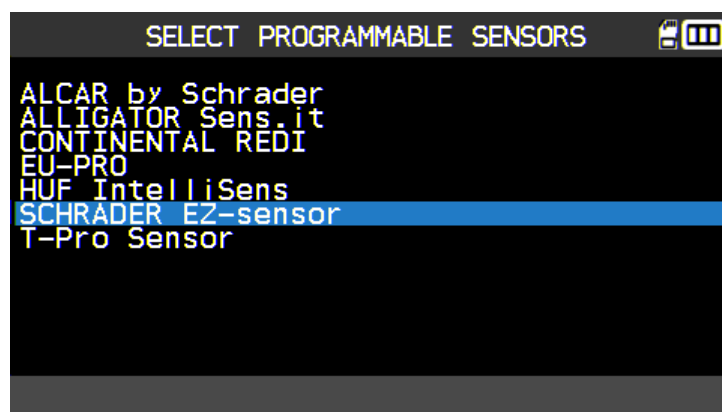 SELECT PROGRAMMABLE SENSORS
ALCAR by Schrader
ALLIGATOR Sens.it
CONTINENTAL REDI
EU-PRO
HUF IntelliSens
SCHRADER EZ-sensor
T-Pro Sensor